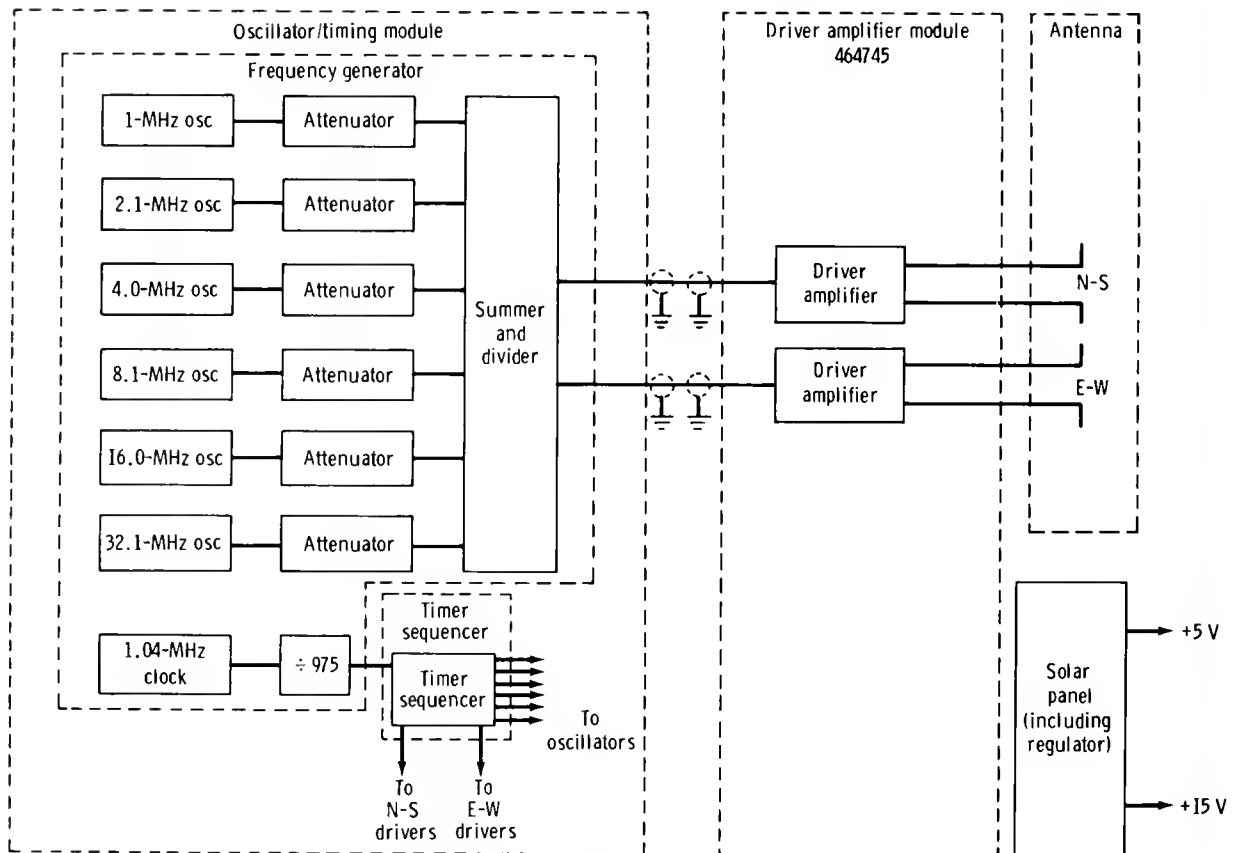 Oscillator/timing module
Frequency generator
1-MHz osc
Attenuator
2.1-MHz osc
Attenuator
4.0-MHz osc
Attenuator
8.1-MHz osc
Attenuator
I6.0-MHz osc
Attenuator
32.1-MHz osc
Attenuator
Summer
and
divider
1.04-MHz
clock
÷ 975
Timer
sequencer
Timer
sequencer
To
oscillators
To
N-S
drivers
To
E-W
drivers
Driver amplifier module
464745
Driver
amplifier
Driver
amplifier
Antenna
N-S
E-W
Solar
panel
(including
regulator)
+5 V
+I5 V